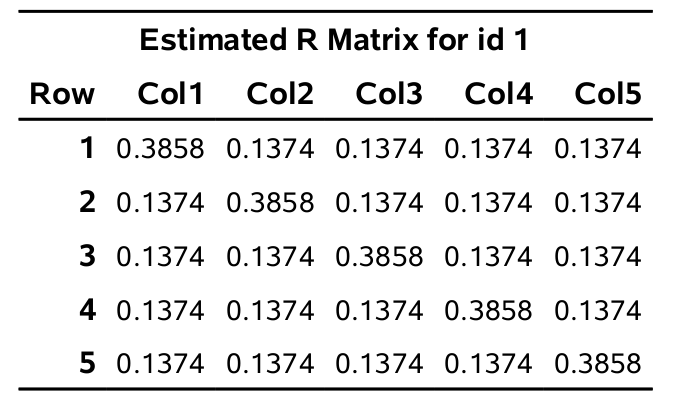 Estimated R Matrix for id 1
Row Col1 Col2 Col3 Col4 Col5
1 0.3858 0.1374 0.1374 0.1374 0.1374
2 0.1374 0.3858 0.1374 0.1374 0.1374
3 0.1374 0.1374 0.3858 0.1374 0.1374
4 0.1374 0.1374 0.1374 0.3858 0.1374
5 0.1374 0.1374 0.1374 0.1374 0.3858